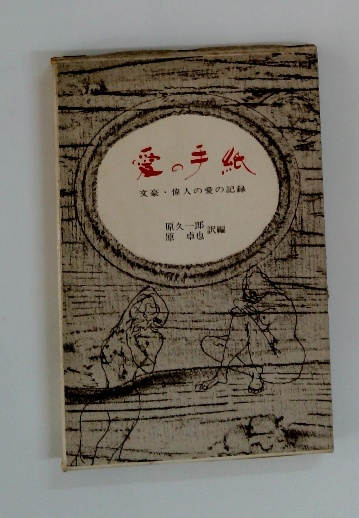 愛の手紙
文豪・偉人の愛の記録
原久一郎
原卓也 訳編